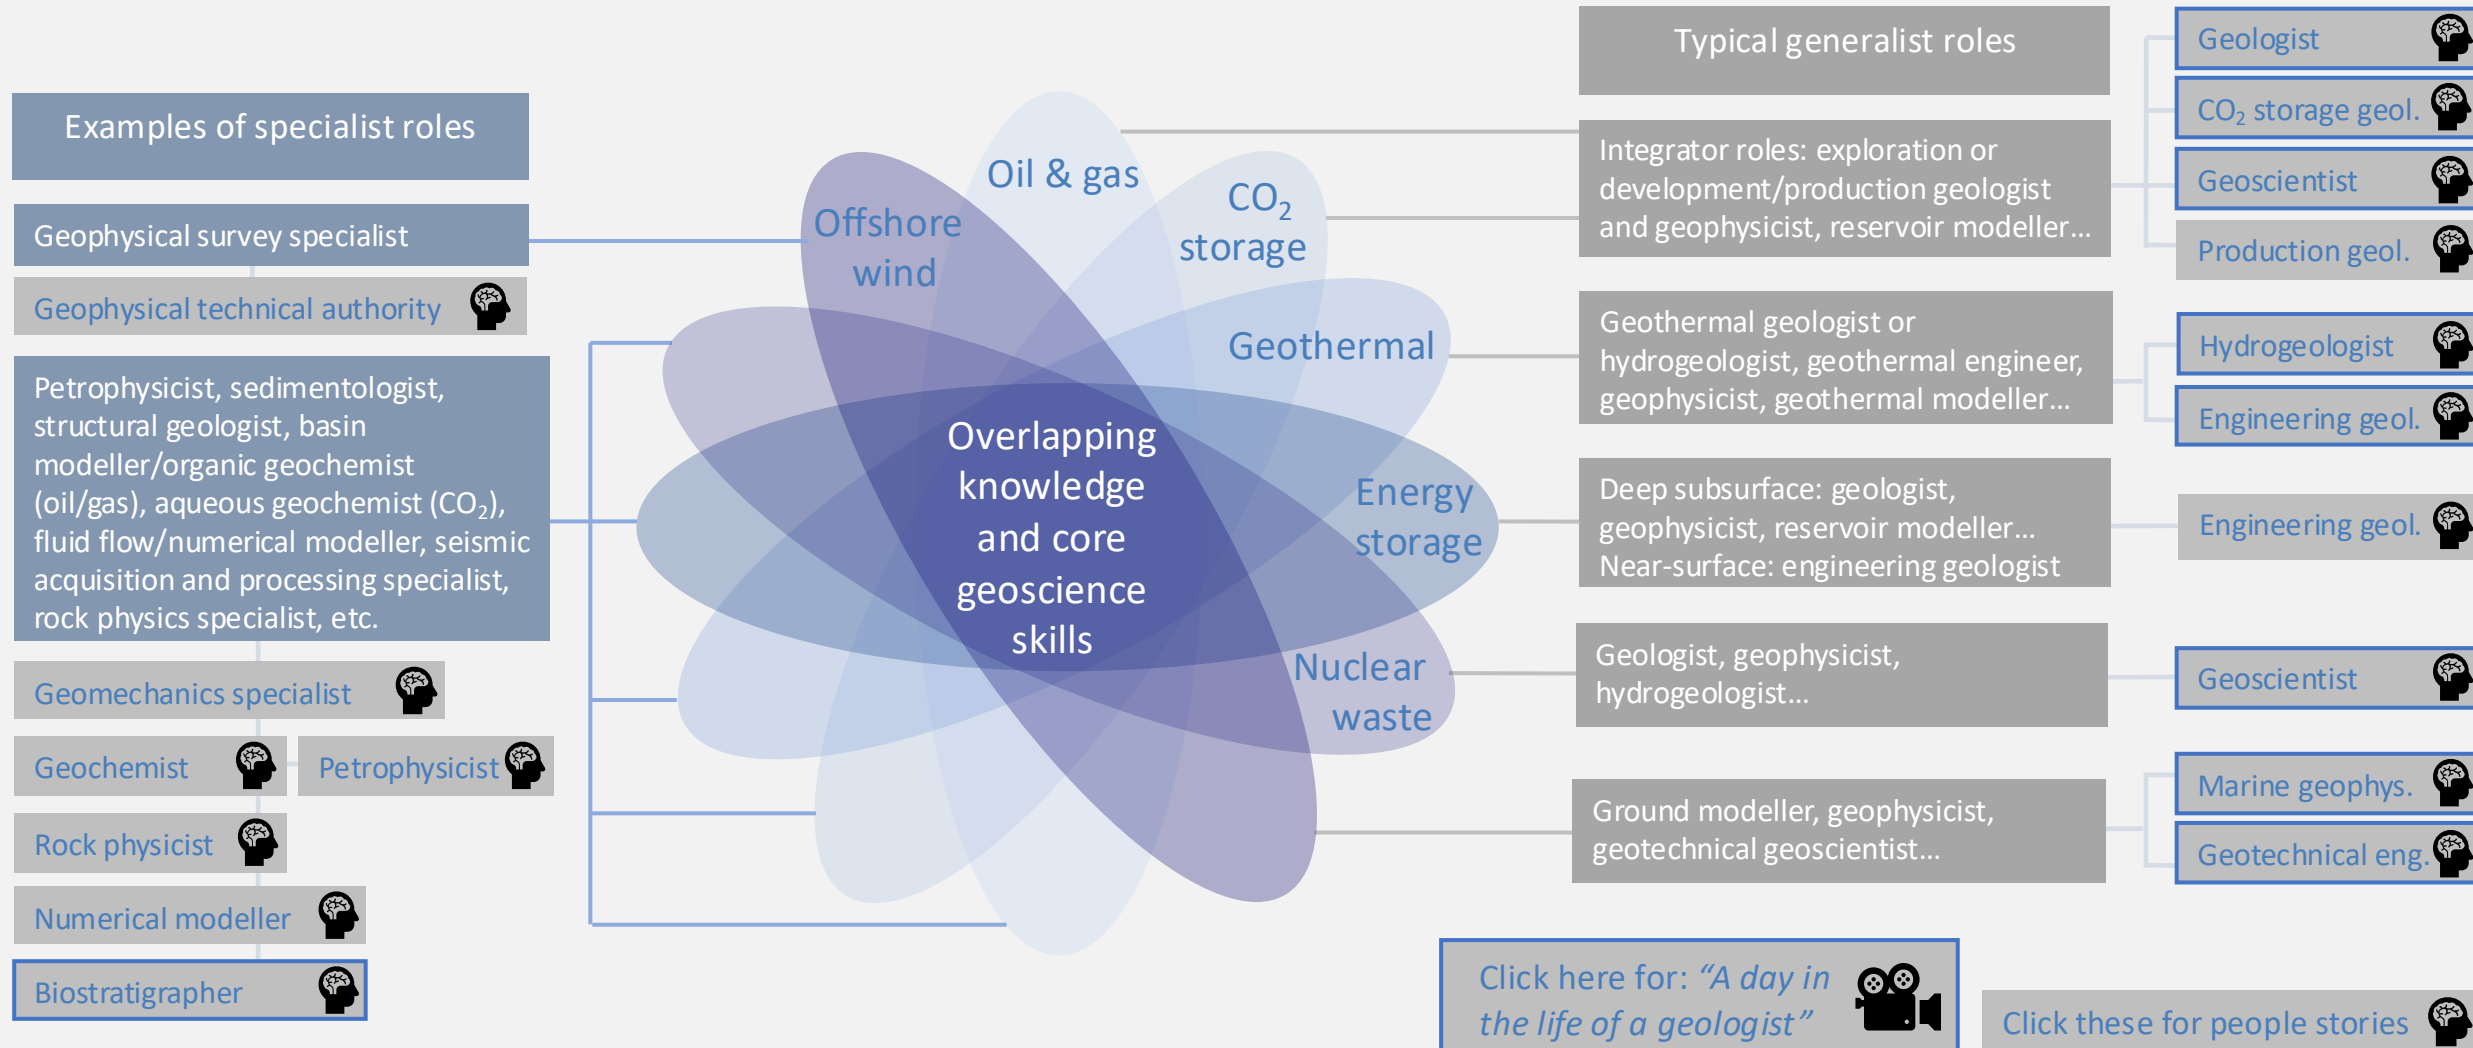 Examples of specialist roles
Geophysical survey specialist
Geophysical technical authority
Petrophysicist, sedimentologist,
structural geologist, basin
modeller/organic geochemist
(oil/gas), aqueous geochemist (CO₂),
fluid flow/numerical modeller, seismic
acquisition and processing specialist,
rock physics specialist, etc.
Geomechanics specialist
Geochemist
Petrophysicist
Rock physicist
Numerical modeller
Biostratigrapher
Offshore
wind
Oil & gas
CO₂
storage
Geothermal
Energy
storage
Nuclear
waste
Overlapping
knowledge
and core
geoscience
skills
Typical generalist roles
Integrator roles: exploration or
development/production geologist
and geophysicist, reservoir modeller...
Geologist
CO₂ storage geol.
Geoscientist
Production geol.
Geothermal geologist or
hydrogeologist, geothermal engineer,
geophysicist, geothermal modeller...
Hydrogeologist
Engineering geol.
Deep subsurface: geologist,
geophysicist, reservoir modeller...
Near-surface: engineering geologist
Engineering geol.
Geologist, geophysicist,
hydrogeologist...
Geoscientist
Ground modeller, geophysicist,
geotechnical geoscientist...
Marine geophys.
Geotechnical eng.
Click here for: “A day in
the life of a geologist”
Click these for people stories